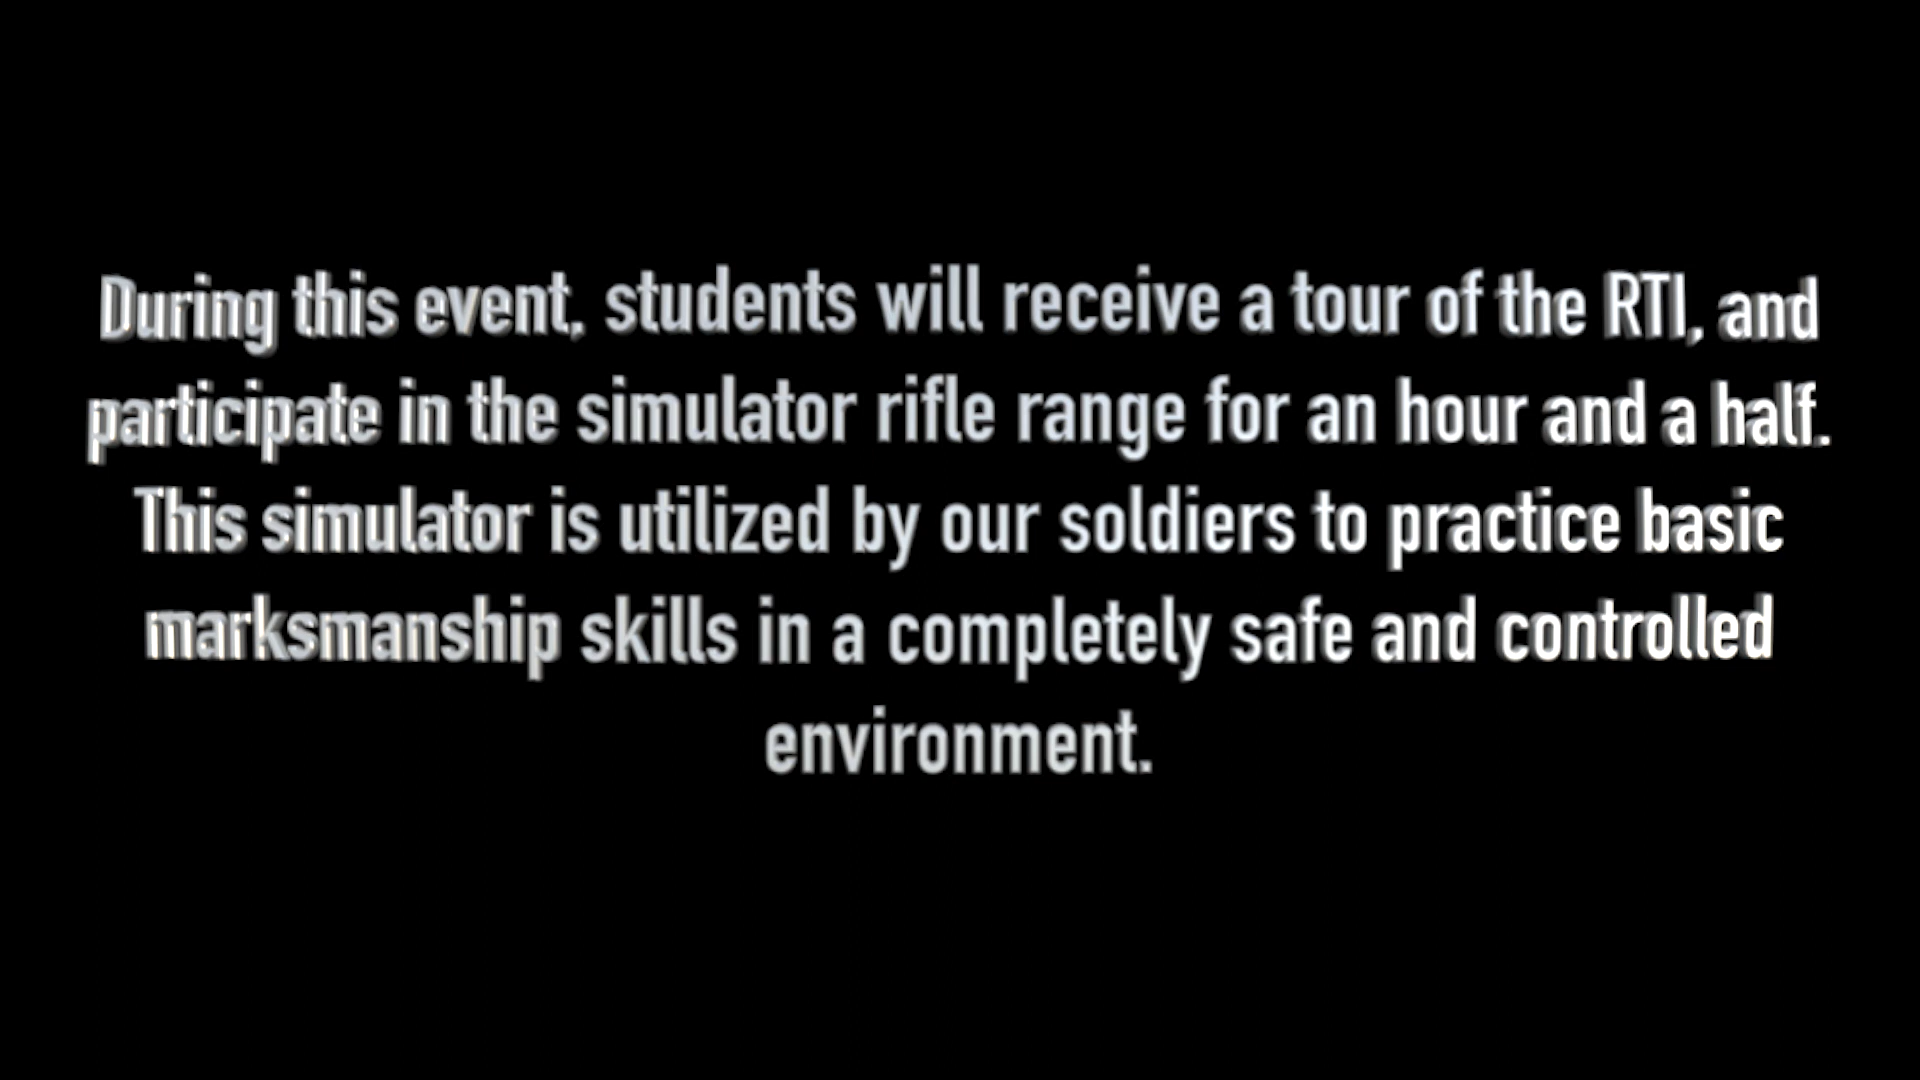 During this event, students will receive a tour of the RTI, and
participate in the simulator rifle range for an hour and a half.
This simulator is utilized by our soldiers to practice basic
marksmanship skills in a completely safe and controlled
environment.